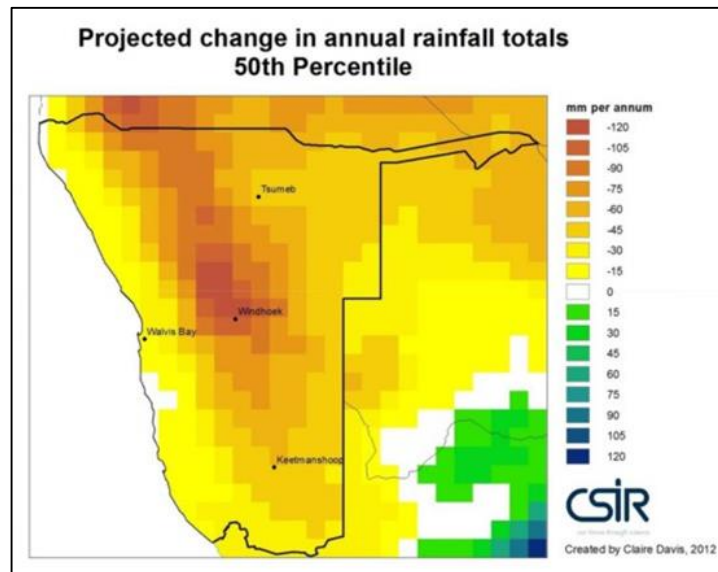 Projected change in annual rainfall totals
50th Percentile
mm per annum
-120
-105
-90
-75
-60
-45
-30
-15
0
15
30
45
60
75
90
105
120
Tsumeb
Windhoek
Walvis Bay
Keetmanshoop
CSIR
Created by Claire Davis, 2012